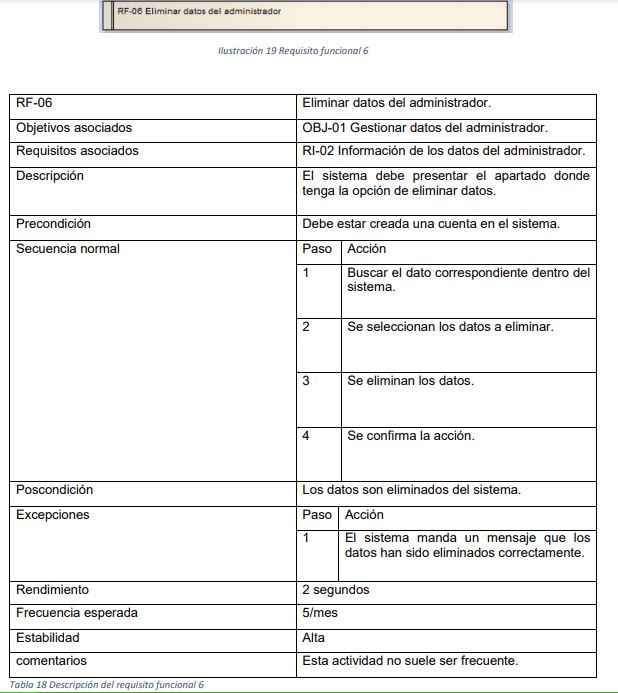 RF-06 Eliminar datos del administrador
Ilustración 19 Requisito funcional 6
RF-06
Eliminar datos del administrador.
Objetivos asociados
OBJ-01 Gestionar datos del administrador.
Requisitos asociados
RI-02 Información de los datos del administrador.
Descripción
El sistema debe presentar el apartado donde
tenga la opción de eliminar datos.
Precondición
Debe estar creada una cuenta en el sistema.
Secuencia normal
Paso Acción
1 Buscar el dato correspondiente dentro del
sistema.
2 Se seleccionan los datos a eliminar.
3 Se eliminan los datos.
4 Se confirma la acción.
Poscondición
Los datos son eliminados del sistema.
Excepciones
Paso Acción
1 El sistema manda un mensaje que los
datos han sido eliminados correctamente.
Rendimiento
2 segundos
Frecuencia esperada
5/mes
Estabilidad
Alta
comentarios
Esta actividad no suele ser frecuente.
Tabla 18 Descripción del requisito funcional 6